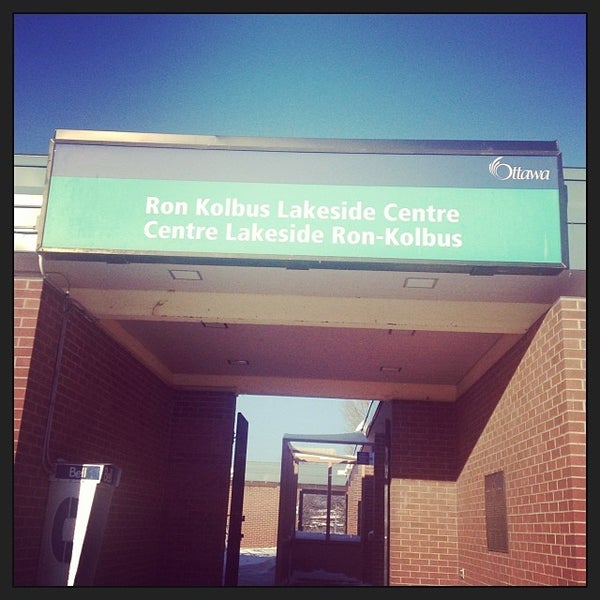 Ottawa
Ron Kolbus Lakeside Centre
Centre Lakeside Ron-Kolbus
Bell